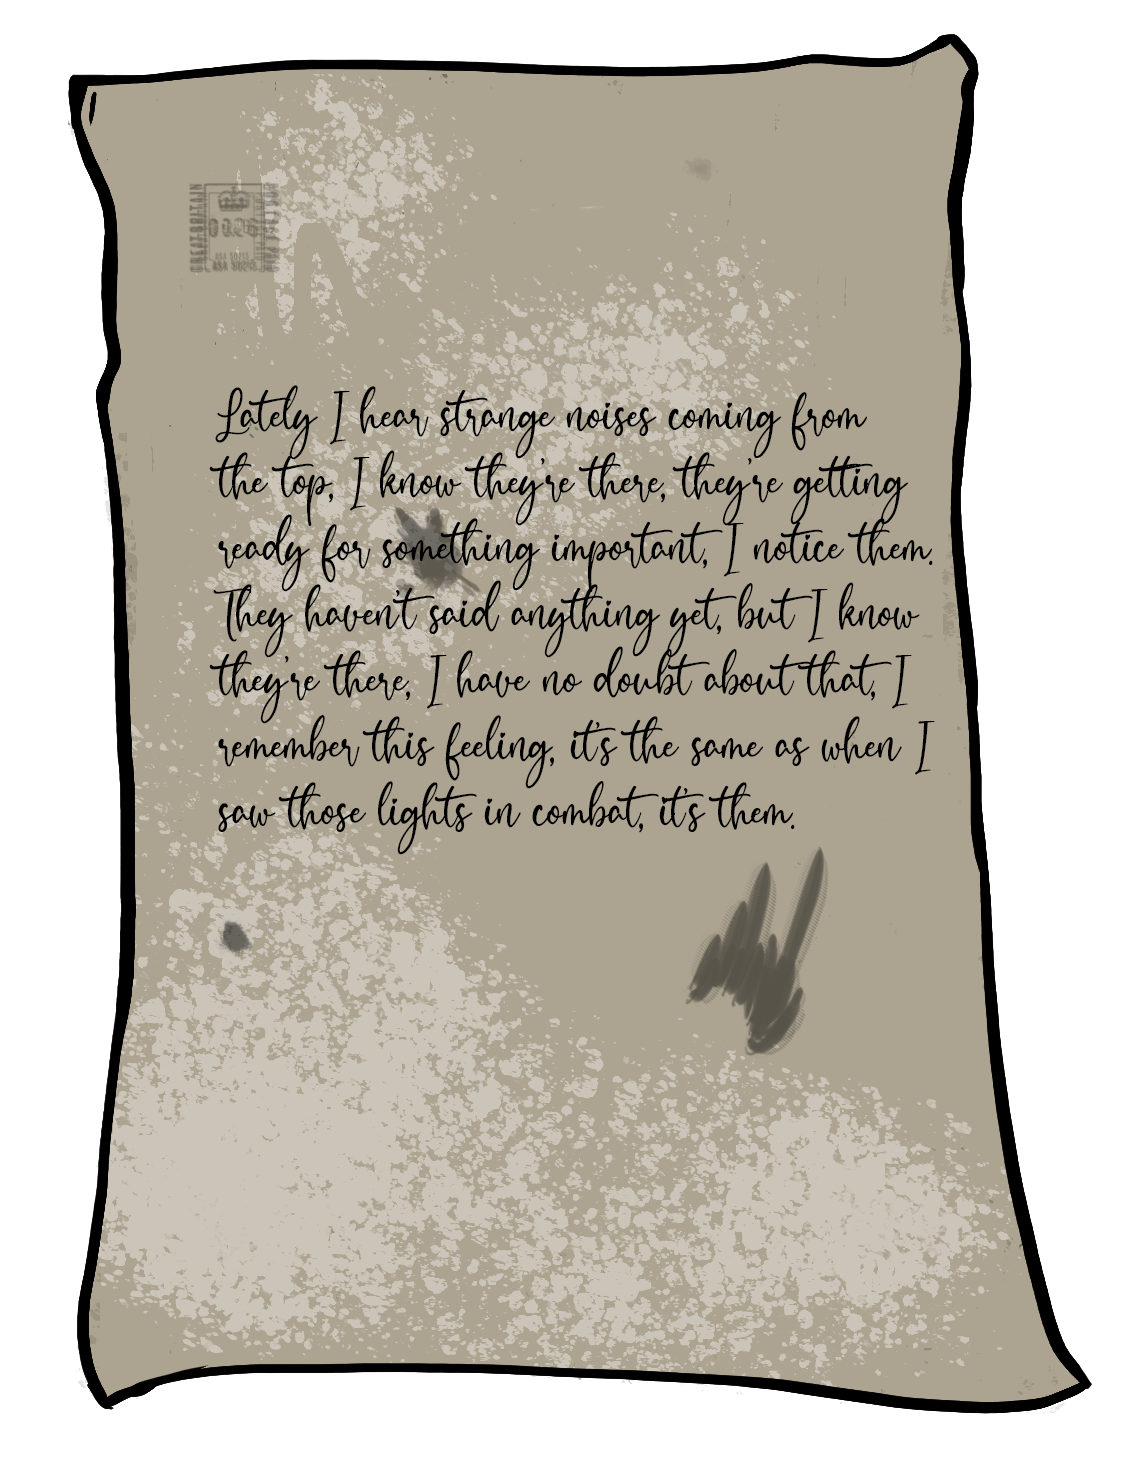 GREAT BRITAIN
Lately I hear strange noises coming from
the top, I know they're there, they're getting
ready for something important, I notice them.
They haven't said anything yet, but I know
they're there, I have no doubt about that, I
remember this feeling, it's the same as when I
saw those lights in combat, it's them.